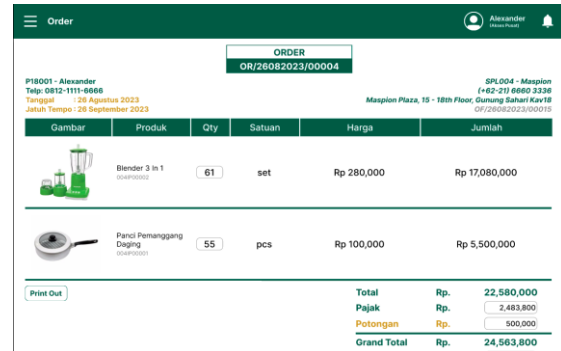 Order
Alexander
(Akses Pusat)
ORDER
OR/26082023/00004
P18001 - Alexander
Telp: 0812-1111-6666
Tanggal : 26 Agustus 2023
Jatuh Tempo : 26 September 2023
SPL004 - Maspion
(+62-21) 6660 3336
Maspion Plaza, 15 - 18th Floor, Gunung Sahari Kav18
OF/26082023/00015
Gambar Produk Qty Satuan Harga Jumlah
Blender 3 In 1
004P00002
61 set Rp 280,000 Rp 17,080,000
Panci Pemanggang
Daging
004P00001
55 pcs Rp 100,000 Rp 5,500,000
Print Out
Total Rp. 22,580,000
Pajak Rp. 2,483,800
Potongan Rp. 500,000
Grand Total Rp. 24,563,800